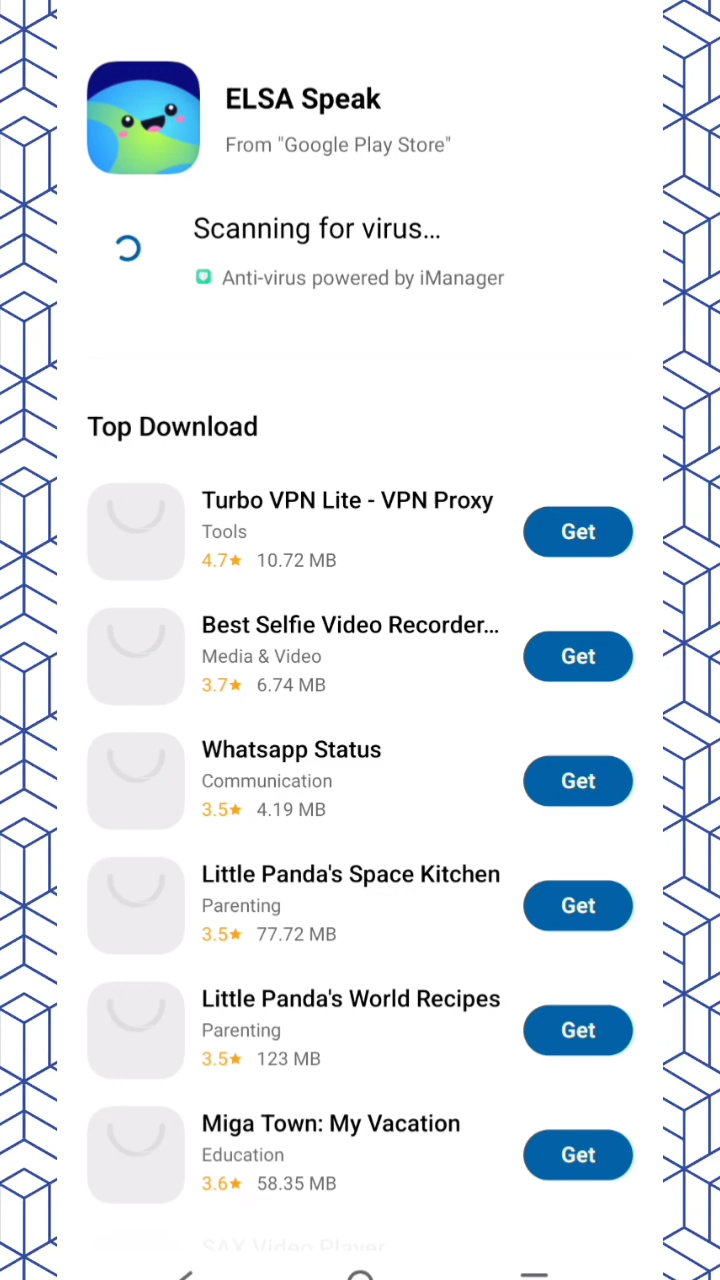 ELSA Speak
From "Google Play Store"
Scanning for virus...
Anti-virus powered by iManager
Top Download
Turbo VPN Lite - VPN Proxy
Tools
4.7★ 10.72 MB
Get
Best Selfie Video Recorder...
Media & Video
3.7★ 6.74 MB
Get
Whatsapp Status
Communication
3.5★ 4.19 MB
Get
Little Panda's Space Kitchen
Parenting
3.5★ 77.72 MB
Get
Little Panda's World Recipes
Parenting
3.5★ 123 MB
Get
Miga Town: My Vacation
Education
3.6★ 58.35 MB
Get
SAX Video Player